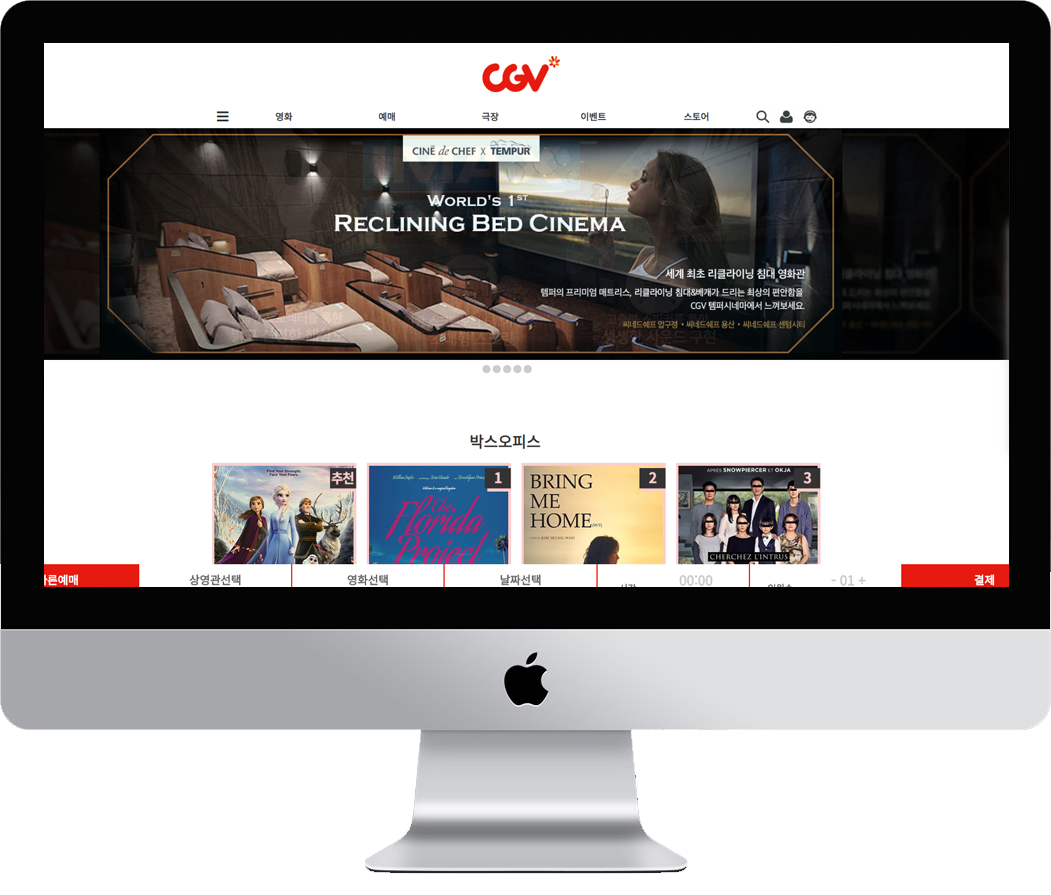 CGV
영화 예매 극장 이벤트 스토어
CINÉ de CHEF X TEMPUR
WORLD'S 1ST
RECLINING BED CINEMA
세계 최초 리클라이닝 침대 영화관
템퍼의 프리미엄 매트리스, 리클라이닝 침대&베개가 드리는 최상의 편안함을
CGV 템퍼시네마에서 느껴보세요.
씨네드쉐프 압구정 • 씨네드쉐프 용산 • 씨네드쉐프 센텀시티
박스오피스
추천
1
The Florida Project
2
BRING
ME
HOME
3
APRÈS SNOWPIERCER ET OKJA
CHERCHEZ L'INTRUS
빠른예매 상영관선택 영화선택 날짜선택 00:00 - 01 + 결제